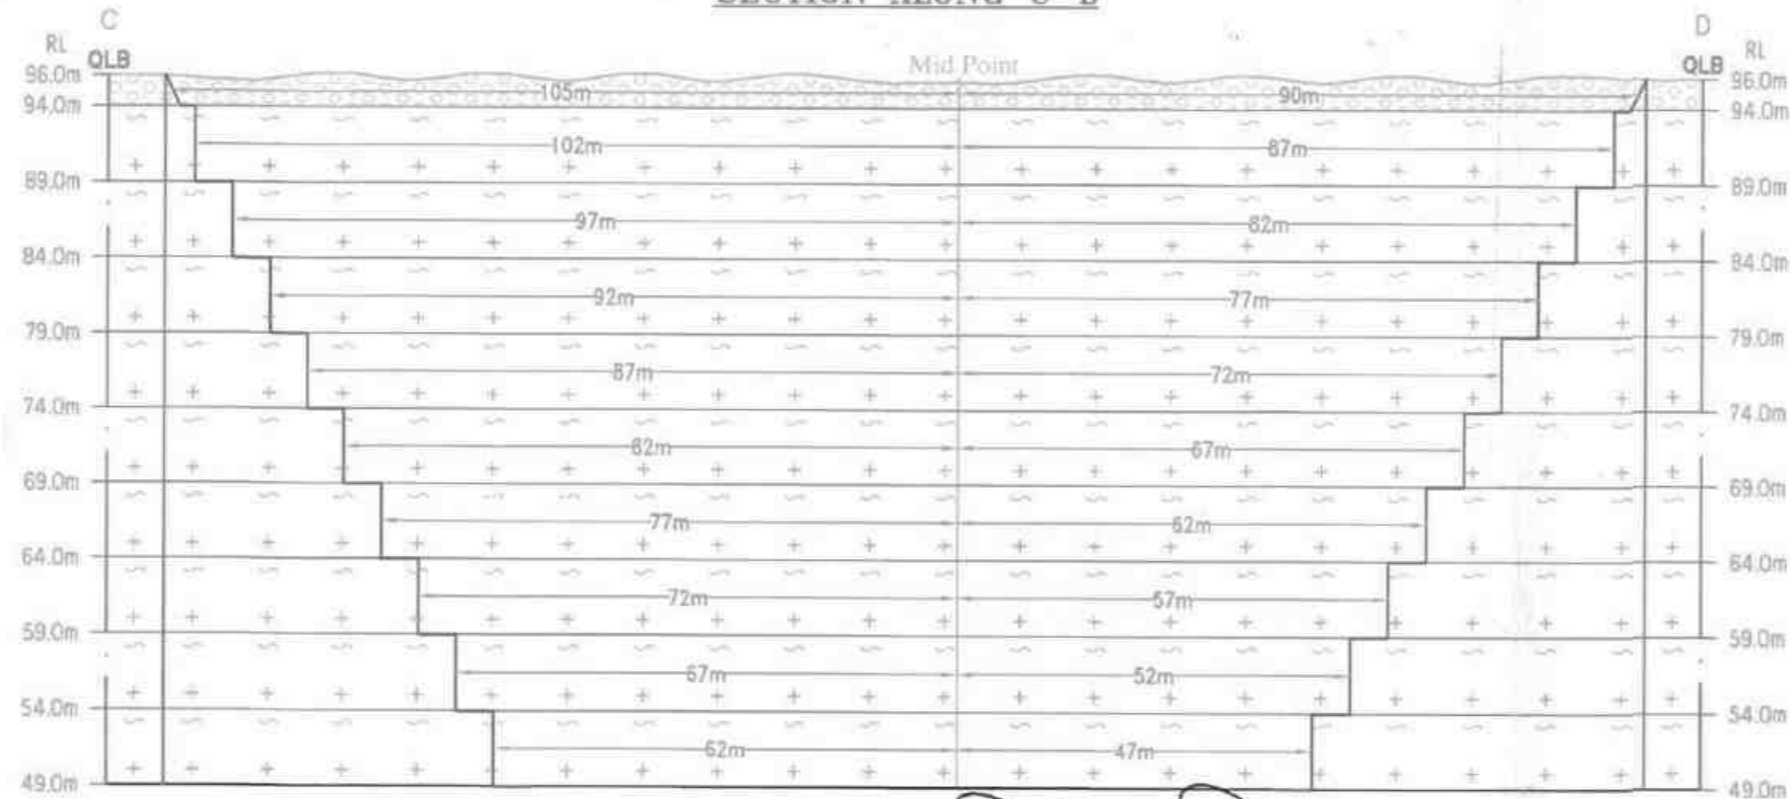 C D
RL RL
QLB Mid Point QLB
96.0m 96.0m
105m 90m
94.0m 94.0m
102m 87m
89.0m 89.0m
97m 82m
84.0m 84.0m
92m 77m
79.0m 79.0m
87m 72m
74.0m 74.0m
82m 67m
69.0m 69.0m
77m 62m
64.0m 64.0m
72m 57m
59.0m 59.0m
67m 52m
54.0m 54.0m
62m 47m
49.0m 49.0m